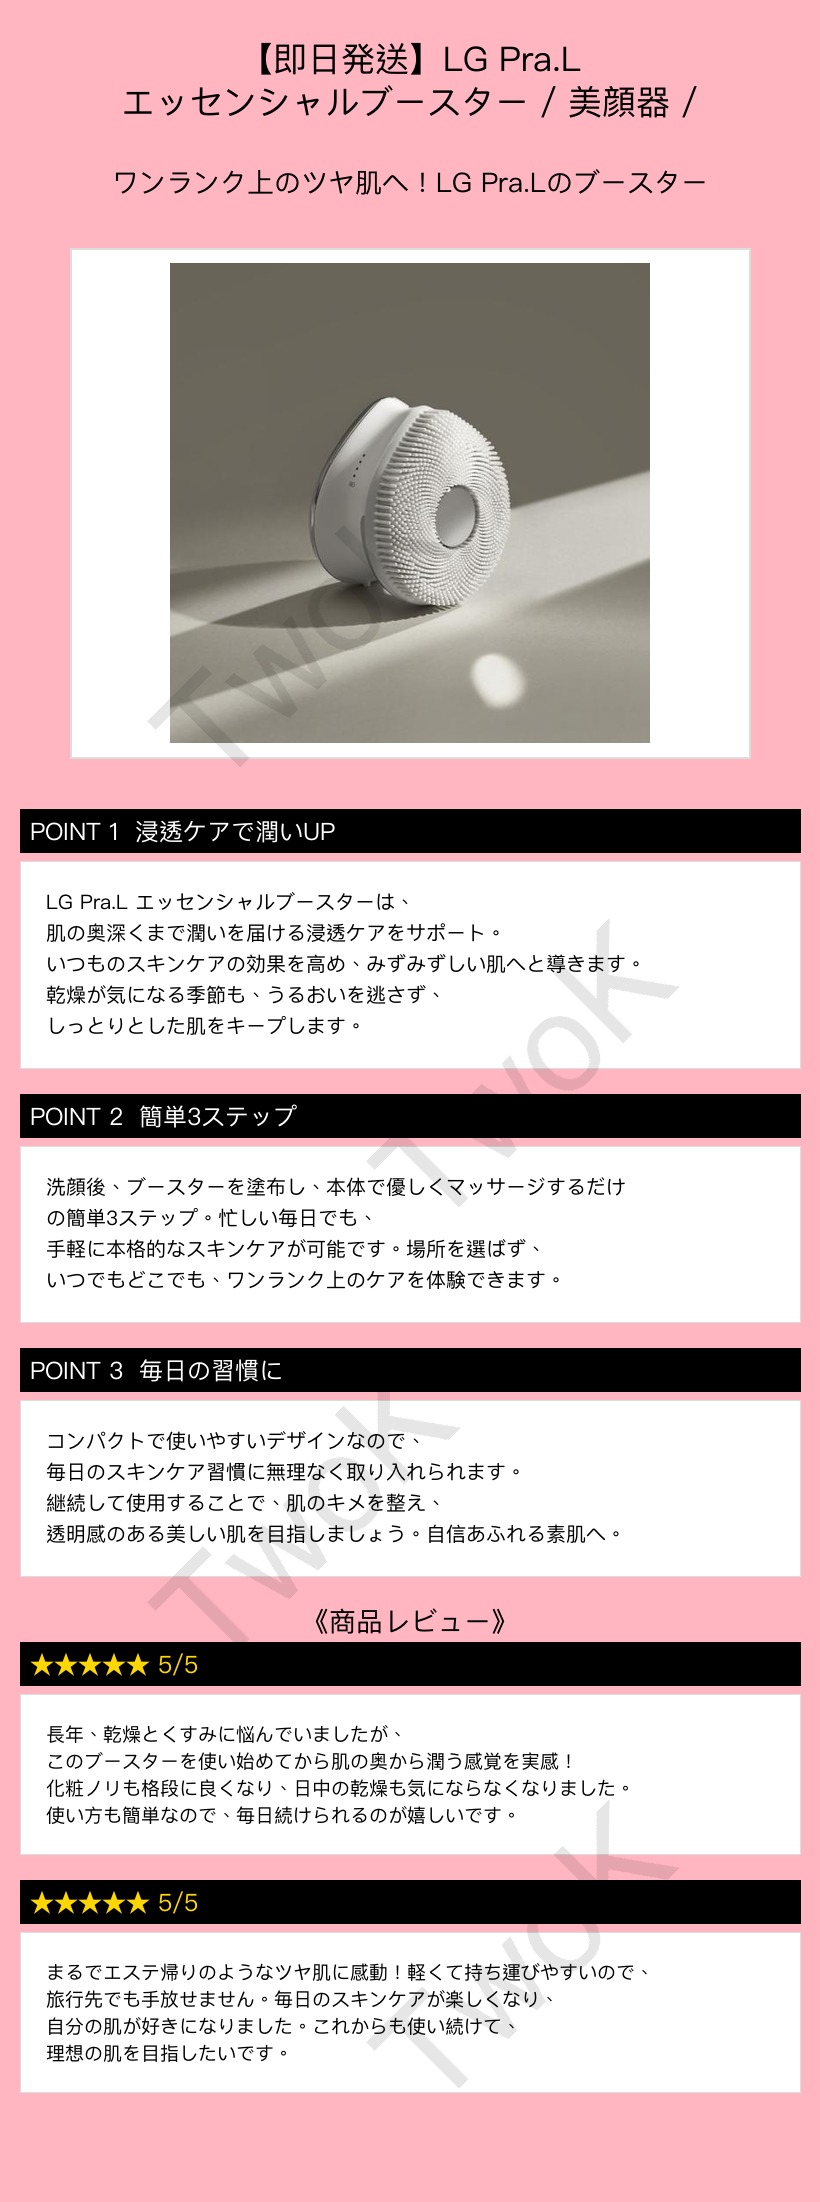 【即日発送】LG Pra.L
エッセンシャルブースター / 美顔器 /
ワンランク上のツヤ肌へ！LG Pra.Lのブースター
TwoK
POINT 1 浸透ケアで潤いUP
LG Pra.L エッセンシャルブースターは、
肌の奥深くまで潤いを届ける浸透ケアをサポート。
いつものスキンケアの効果を高め、みずみずしい肌へと導きます。
乾燥が気になる季節も、うるおいを逃さず、
しっとりとした肌をキープします。
TwoK
POINT 2 簡単3ステップ
洗顔後、ブースターを塗布し、本体で優しくマッサージするだけ
の簡単3ステップ。忙しい毎日でも、
手軽に本格的なスキンケアが可能です。場所を選ばず、
いつでもどこでも、ワンランク上のケアを体験できます。
POINT 3 毎日の習慣に
コンパクトで使いやすいデザインなので、
毎日のスキンケア習慣に無理なく取り入れられます。
継続して使用することで、肌のキメを整え、
透明感のある美しい肌を目指しましょう。自信あふれる素肌へ。
TwoK
《商品レビュー》
★★★★★ 5/5
長年、乾燥とくすみに悩んでいましたが、
このブースターを使い始めてから肌の奥から潤う感覚を実感！
化粧ノリも格段に良くなり、日中の乾燥も気にならなくなりました。
使い方も簡単なので、毎日続けられるのが嬉しいです。
★★★★★ 5/5
まるでエステ帰りのようなツヤ肌に感動！軽くて持ち運びやすいので、
旅行先でも手放せません。毎日のスキンケアが楽しくなり、
自分の肌が好きになりました。これからも使い続けて、
理想の肌を目指したいです。
TwoK